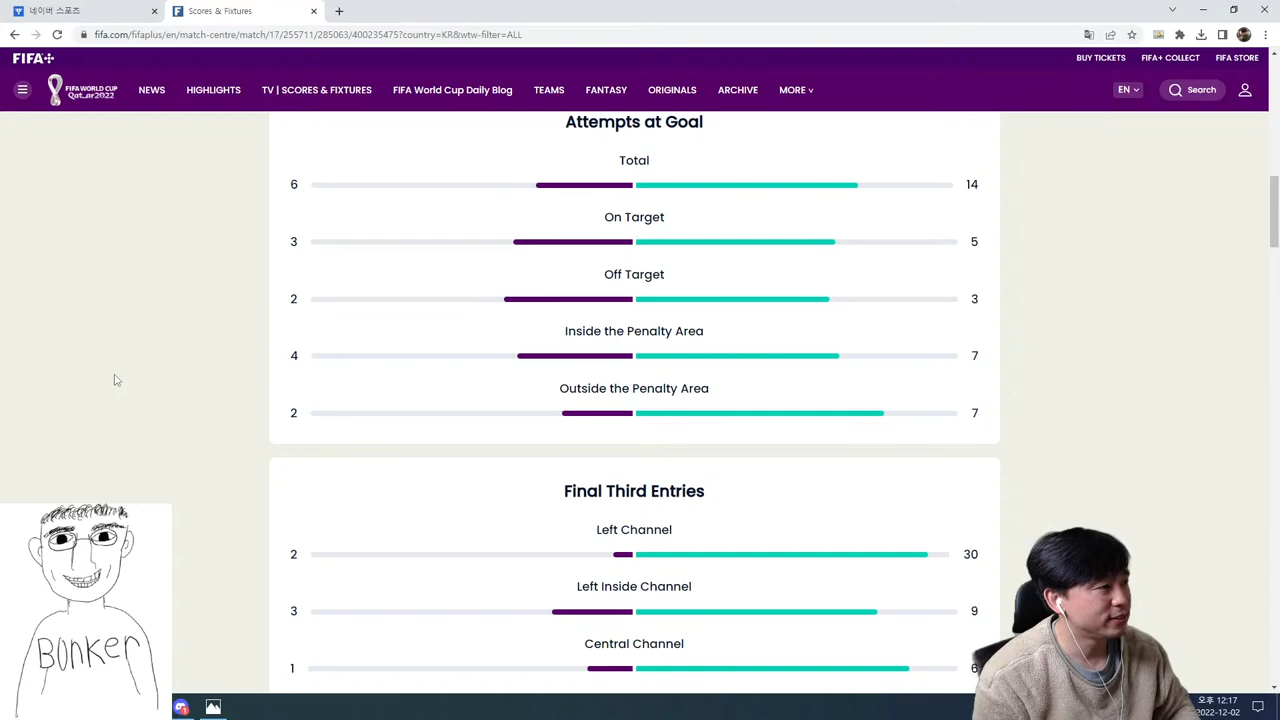 네이버 스포츠
Scores & Fixtures
fifa.com/fifaplus/en/match-centre/match/17/255711/285063/400235475?country=KR&wtw-filter=ALL
FIFA+
BUY TICKETS FIFA+ COLLECT FIFA STORE
FIFA WORLD CUP
Qatar2022
NEWS HIGHLIGHTS TV | SCORES & FIXTURES FIFA World Cup Daily Blog TEAMS FANTASY ORIGINALS ARCHIVE MORE EN Search
Attempts at Goal
Total
6 14
On Target
3 5
Off Target
2 3
Inside the Penalty Area
4 7
Outside the Penalty Area
2 7
Final Third Entries
Left Channel
2 30
Left Inside Channel
3 9
Central Channel
1 6
BONKER
오후 12:17
2022-12-02